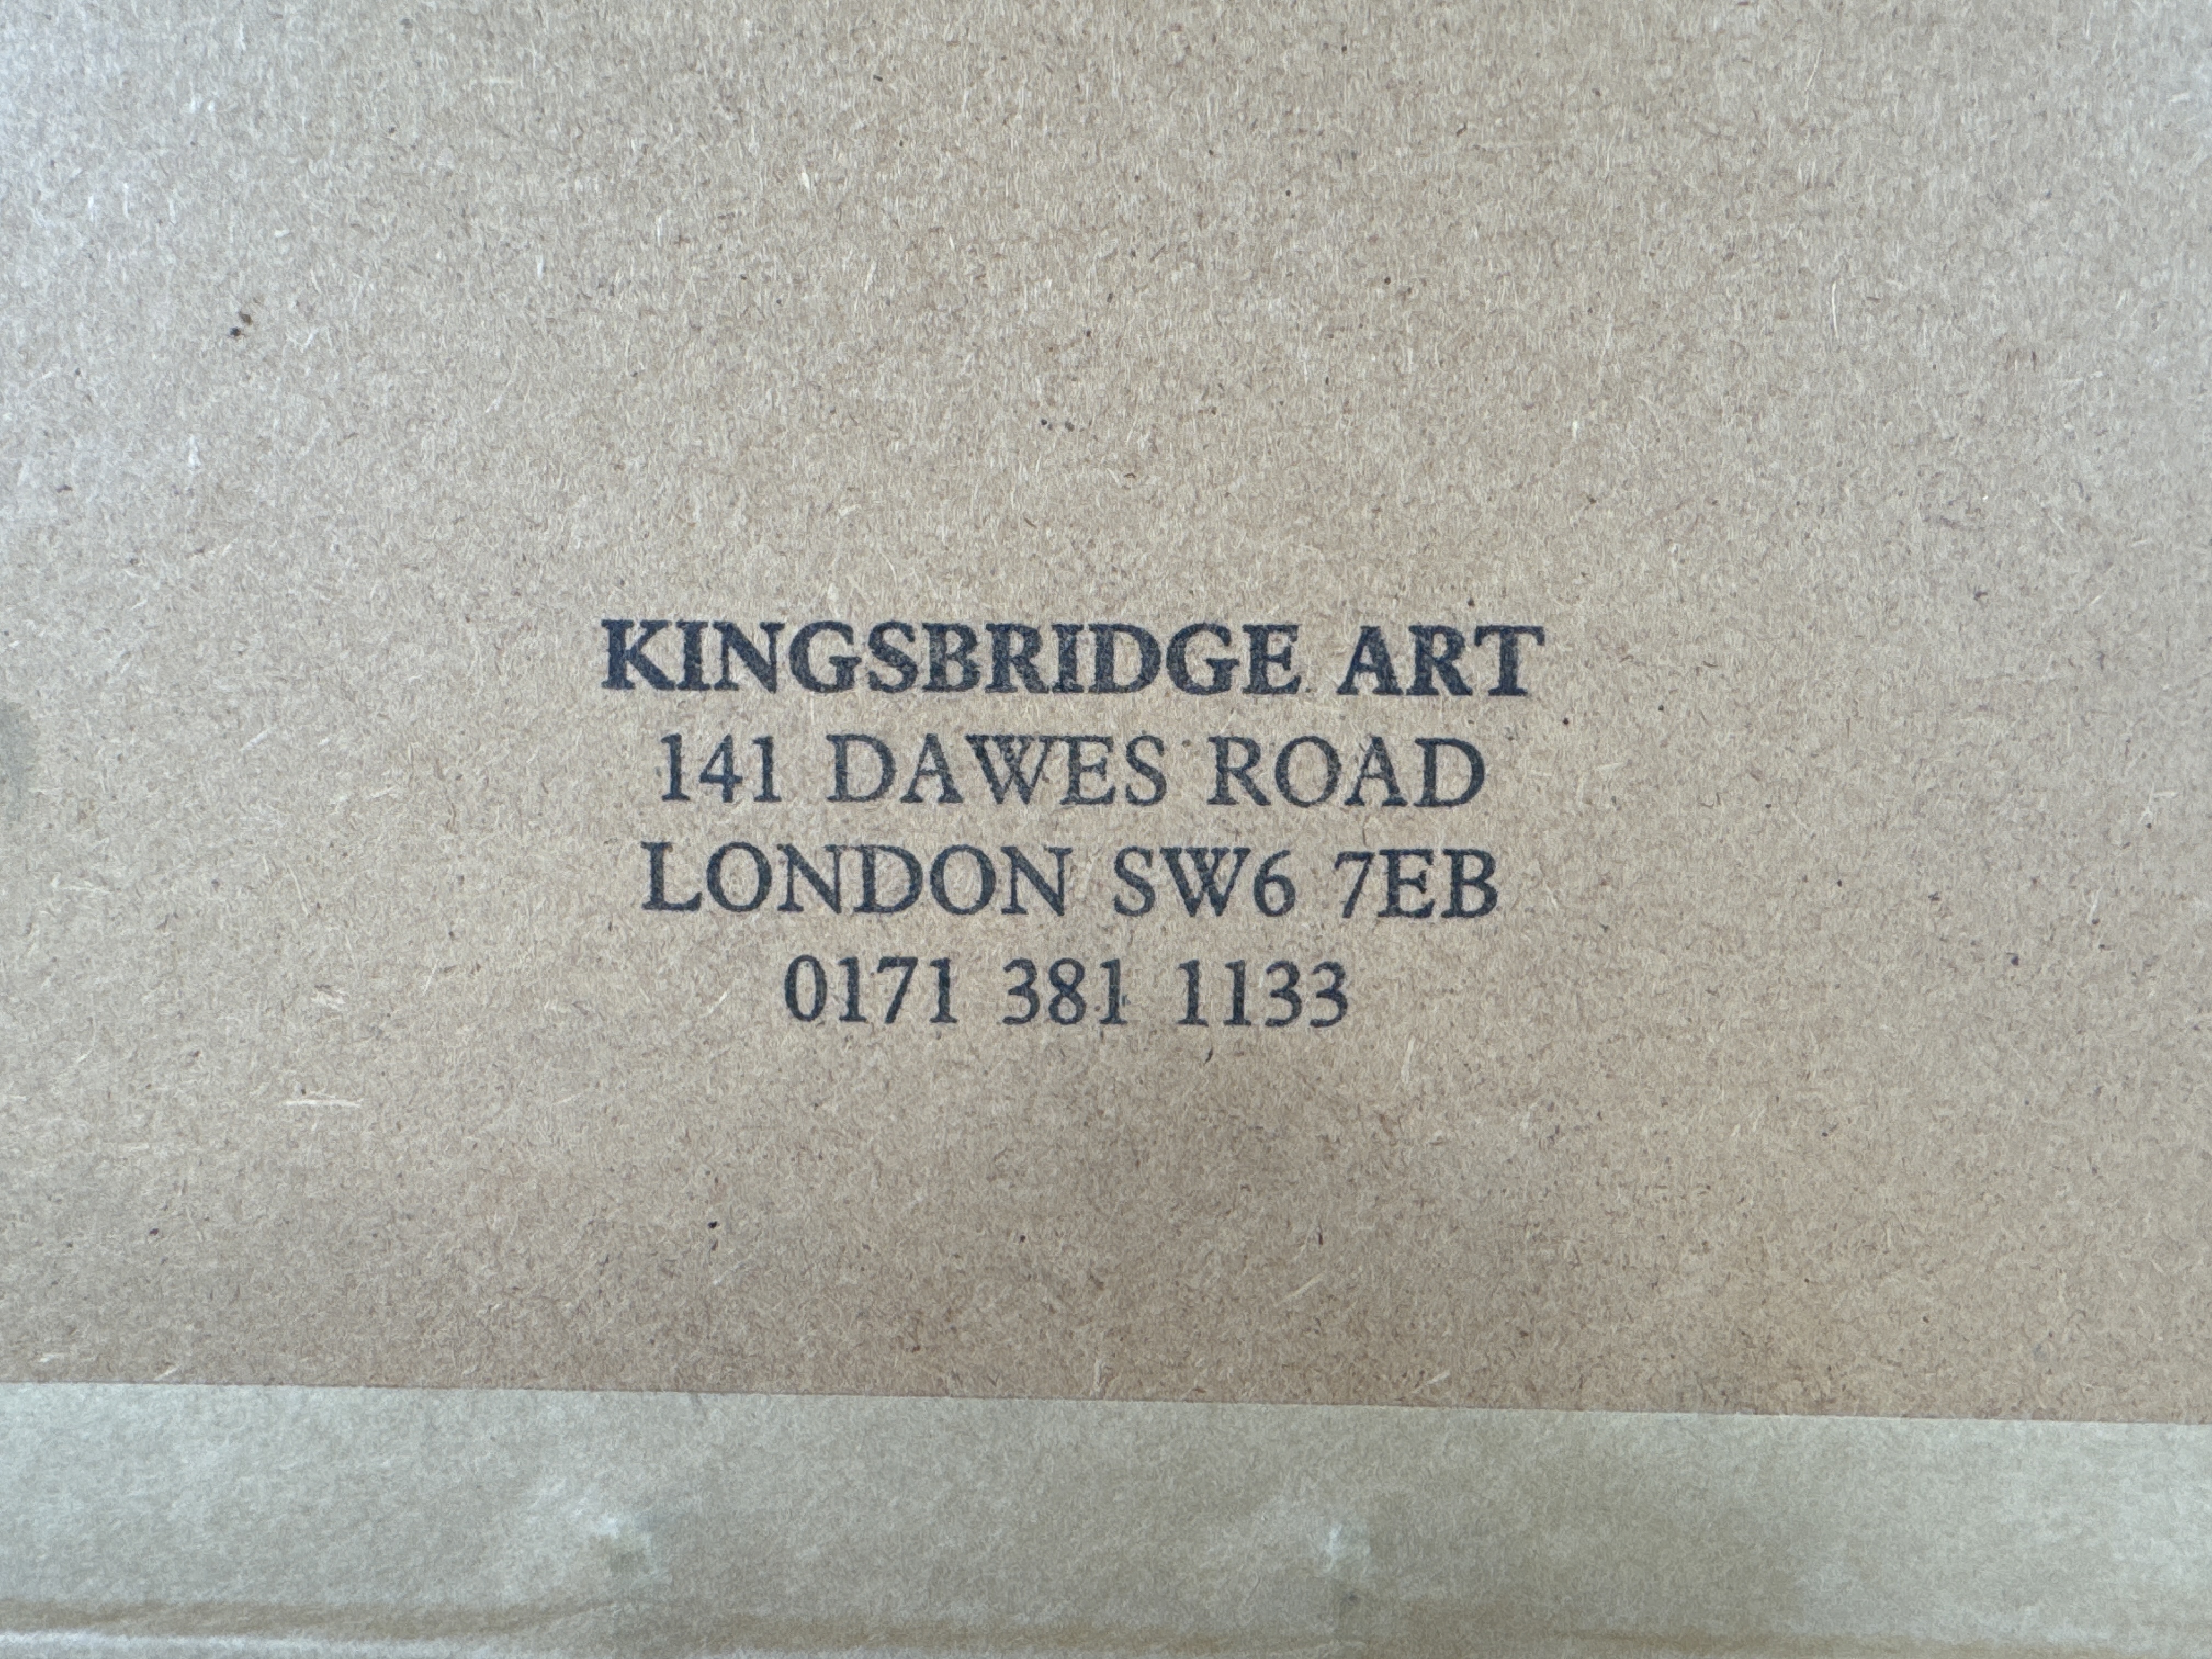 KINGSBRIDGE ART
141 DAWES ROAD
LONDON SW6 7EB
0171 381 1133